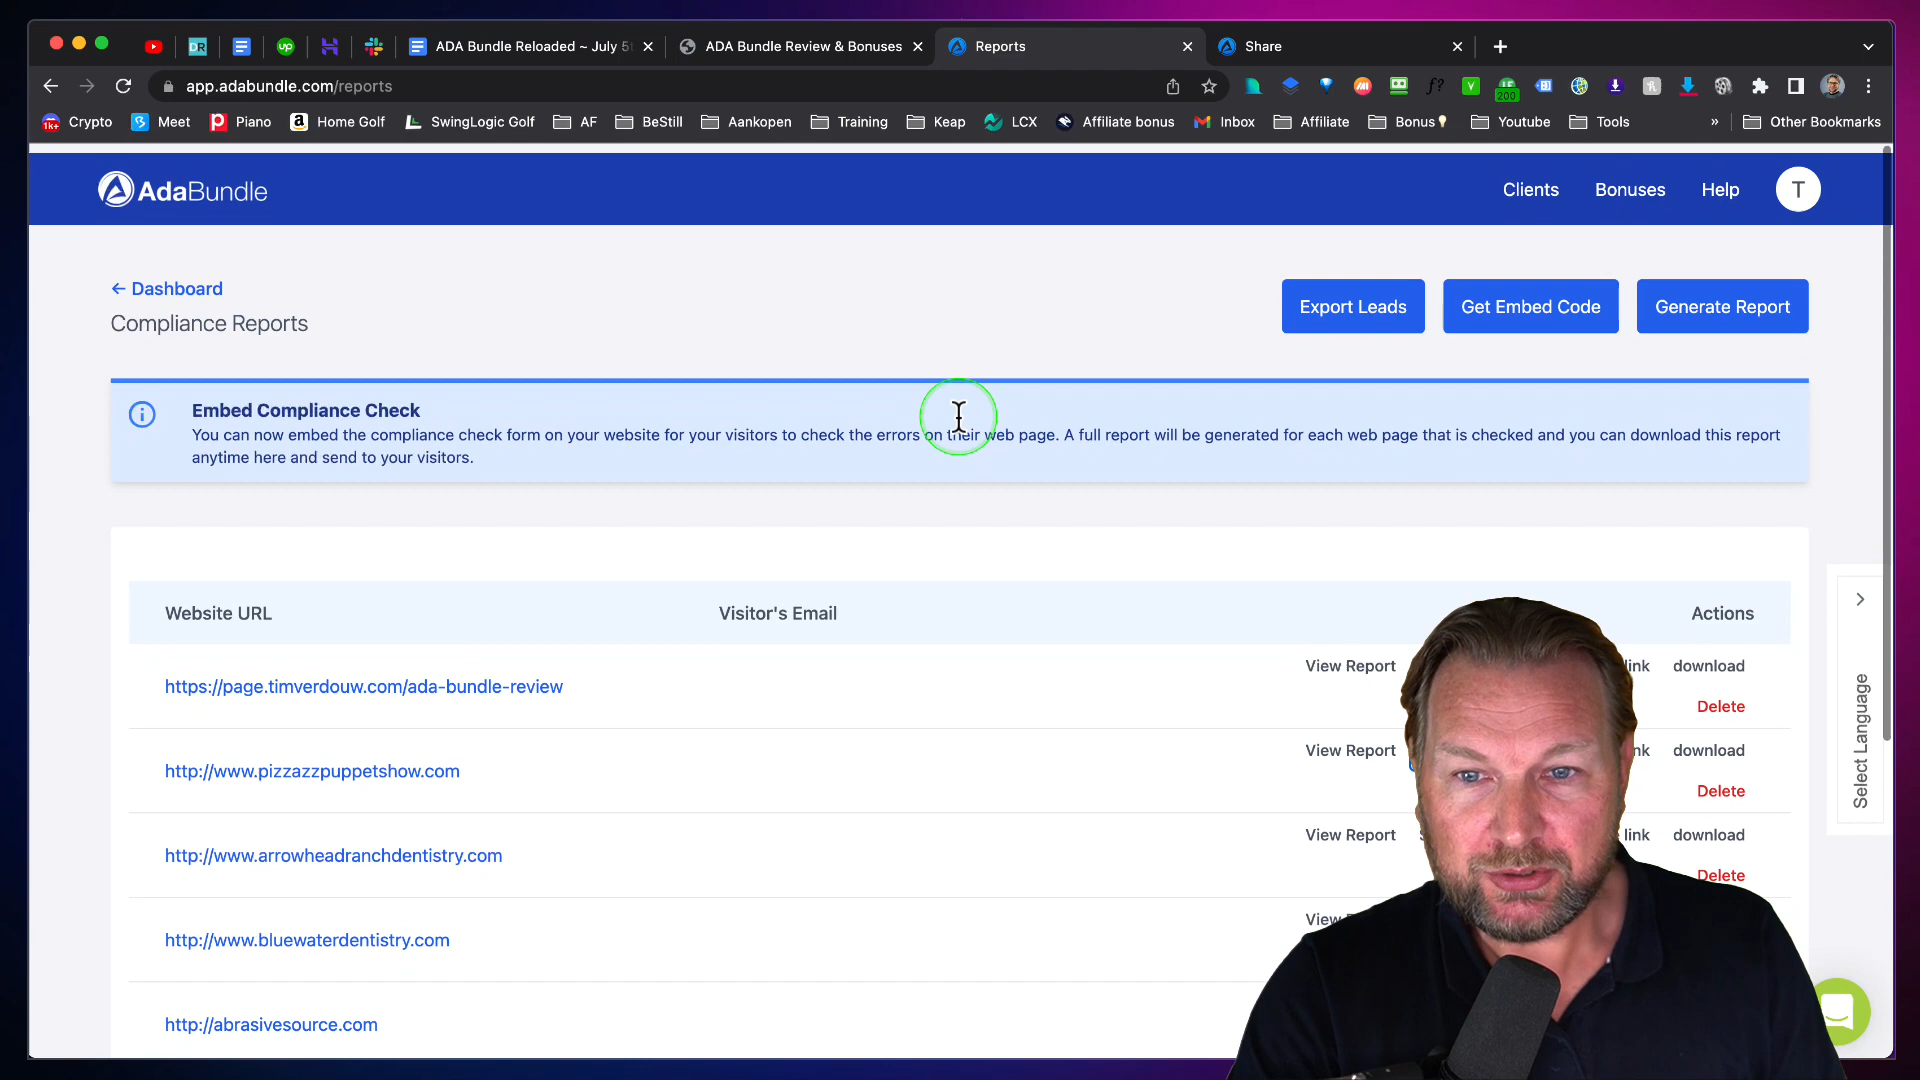 ADA Bundle Reloaded ~ July 5
ADA Bundle Review & Bonuses
Reports
Share
app.adabundle.com/reports
200
Crypto
Meet
Piano
Home Golf
SwingLogic Golf
AF
BeStill
Aankopen
Training
Keap
LCX
Affiliate bonus
Inbox
Affiliate
Bonus
Youtube
Tools
»
Other Bookmarks
AdaBundle
Clients
Bonuses
Help
T
← Dashboard
Compliance Reports
Export Leads
Get Embed Code
Generate Report
Embed Compliance Check
You can now embed the compliance check form on your website for your visitors to check the errors on their web page. A full report will be generated for each web page that is checked and you can download this report
anytime here and send to your visitors.
Website URL
Visitor's Email
Actions
https://page.timverdouw.com/ada-bundle-review
View Report
link
download
Delete
http://www.pizzazzpuppetshow.com
View Report
download
Delete
http://www.arrowheadranchdentistry.com
View Report
link
download
Delete
http://www.bluewaterdentistry.com
View
http://abrasivesource.com
Select Language